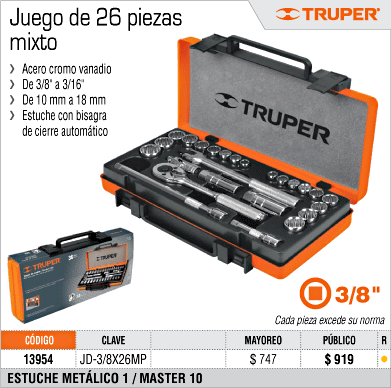 Juego de 26 piezas
mixto
TRUPER®
› Acero cromo vanadio
› De 3/8" a 3/16"
› De 10 mm a 18 mm
› Estuche con bisagra
de cierre automático
TRUPER
TRUPER
3/8"
Cada pieza excede su norma
CÓDIGO CLAVE MAYOREO PÚBLICO R
13954 JD-3/8X26MP $ 747 $ 919
ESTUCHE METÁLICO 1 / MASTER 10